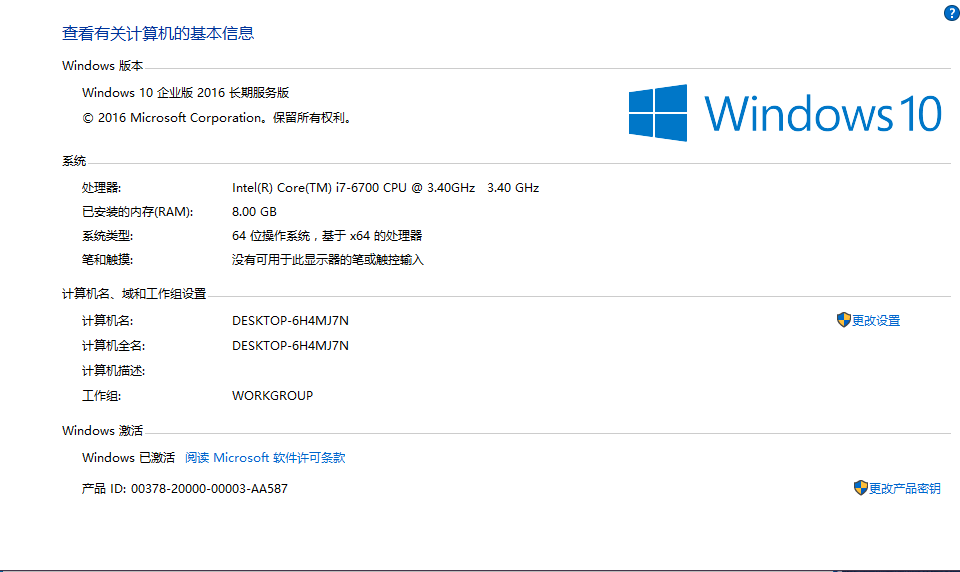 ?
查看有关计算机的基本信息
Windows 版本
Windows 10 企业版 2016 长期服务版
© 2016 Microsoft Corporation。保留所有权利。
Windows 10
系统
处理器: Intel(R) Core(TM) i7-6700 CPU @ 3.40GHz 3.40 GHz
已安装的内存(RAM): 8.00 GB
系统类型: 64 位操作系统，基于 x64 的处理器
笔和触摸: 没有可用于此显示器的笔或触控输入
计算机名、域和工作组设置
计算机名: DESKTOP-6H4MJ7N 更改设置
计算机全名: DESKTOP-6H4MJ7N
计算机描述:
工作组: WORKGROUP
Windows 激活
Windows 已激活 阅读 Microsoft 软件许可条款
产品 ID: 00378-20000-00003-AA587 更改产品密钥